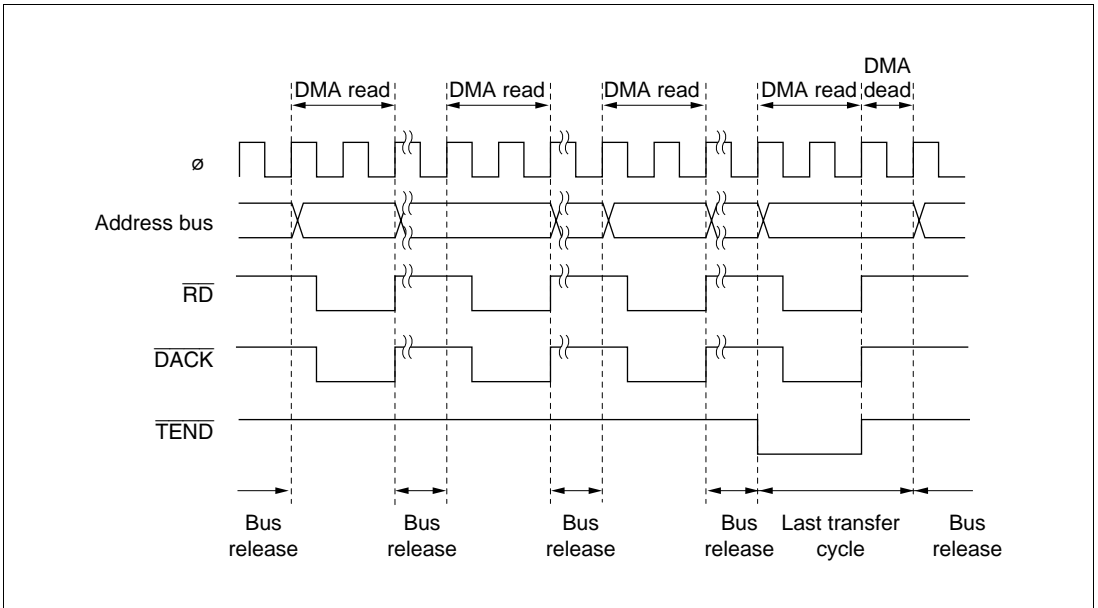 DMA
DMA read DMA read DMA read DMA read dead
ø
Address bus
RD
DACK
TEND
Bus Bus Bus Bus Last transfer Bus
release release release release cycle release